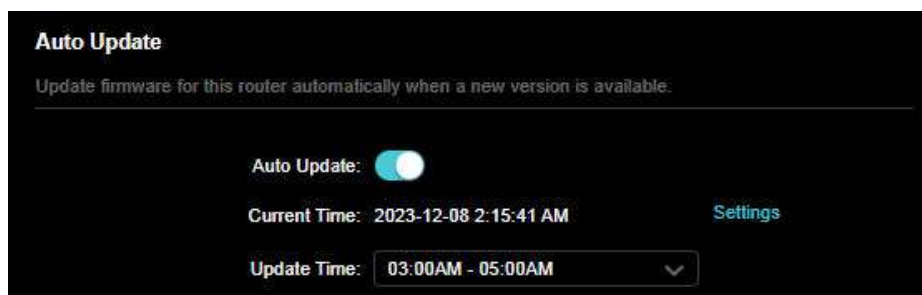 Auto Update
Update firmware for this router automatically when a new version is available.
Auto Update:
Current Time: 2023-12-08 2:15:41 AM Settings
Update Time: 03:00AM - 05:00AM